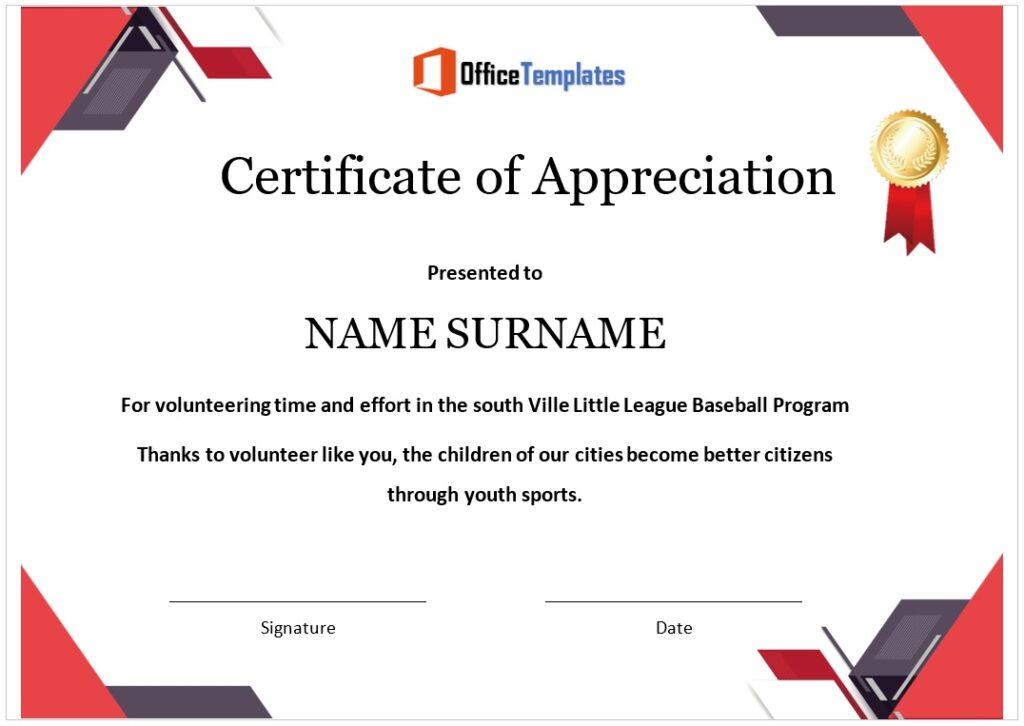 OfficeTemplates
Certificate of Appreciation
Presented to
NAME SURNAME
For volunteering time and effort in the south Ville Little League Baseball Program
Thanks to volunteer like you, the children of our cities become better citizens
through youth sports.
Signature
Date